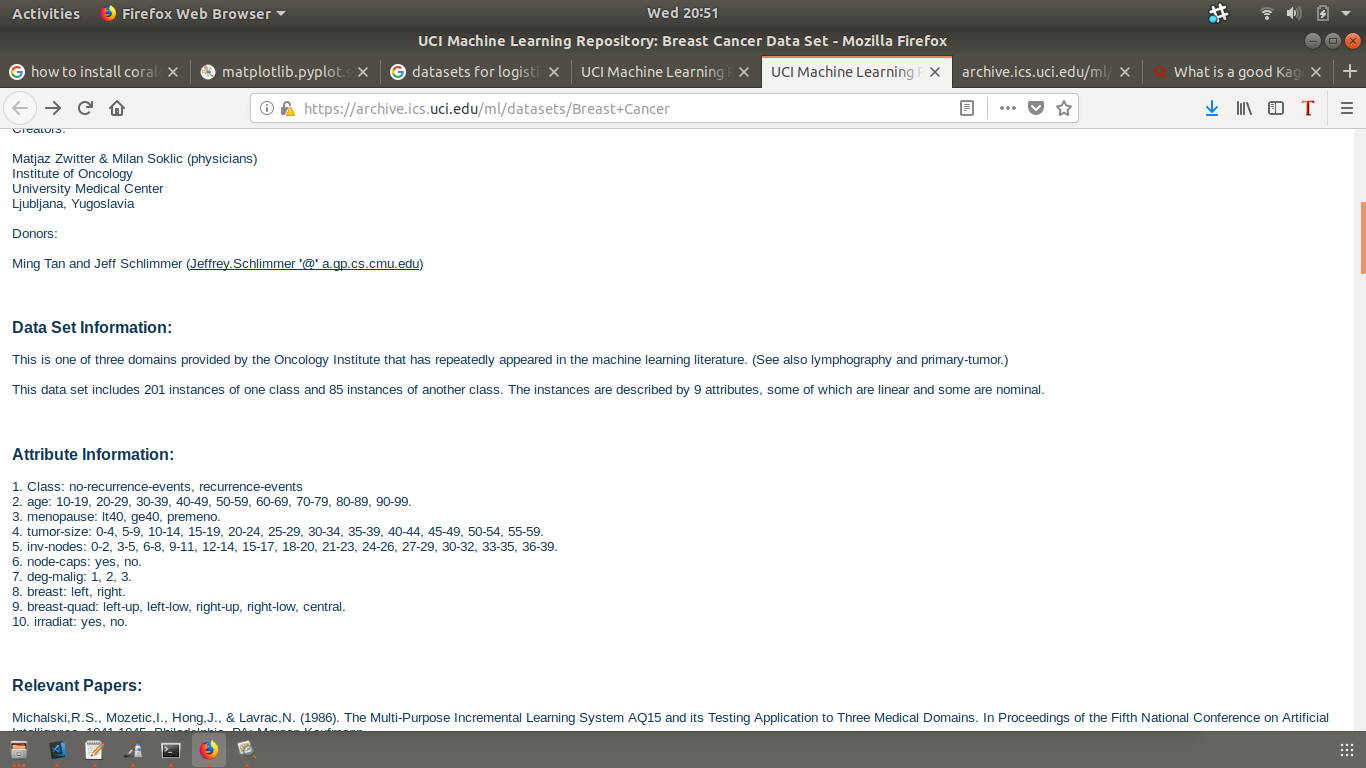 Activities Firefox Web Browser Wed 20:51
UCI Machine Learning Repository: Breast Cancer Data Set - Mozilla Firefox
how to install coral matplotlib.pyplot.s datasets for logisti UCI Machine Learning R UCI Machine Learning R archive.ics.uci.edu/ml/ What is a good Kag
https://archive.ics.uci.edu/ml/datasets/Breast+Cancer
Creators:
Matjaz Zwitter & Milan Soklic (physicians)
Institute of Oncology
University Medical Center
Ljubljana, Yugoslavia
Donors:
Ming Tan and Jeff Schlimmer (Jeffrey.Schlimmer '@' a.gp.cs.cmu.edu)
Data Set Information:
This is one of three domains provided by the Oncology Institute that has repeatedly appeared in the machine learning literature. (See also lymphography and primary-tumor.)
This data set includes 201 instances of one class and 85 instances of another class. The instances are described by 9 attributes, some of which are linear and some are nominal.
Attribute Information:
1. Class: no-recurrence-events, recurrence-events
2. age: 10-19, 20-29, 30-39, 40-49, 50-59, 60-69, 70-79, 80-89, 90-99.
3. menopause: lt40, ge40, premeno.
4. tumor-size: 0-4, 5-9, 10-14, 15-19, 20-24, 25-29, 30-34, 35-39, 40-44, 45-49, 50-54, 55-59.
5. inv-nodes: 0-2, 3-5, 6-8, 9-11, 12-14, 15-17, 18-20, 21-23, 24-26, 27-29, 30-32, 33-35, 36-39.
6. node-caps: yes, no.
7. deg-malig: 1, 2, 3.
8. breast: left, right.
9. breast-quad: left-up, left-low, right-up, right-low, central.
10. irradiat: yes, no.
Relevant Papers:
Michalski,R.S., Mozetic,I., Hong,J., & Lavrac,N. (1986). The Multi-Purpose Incremental Learning System AQ15 and its Testing Application to Three Medical Domains. In Proceedings of the Fifth National Conference on Artificial
Intelligence, 1041-1045, Philadelphia, PA: Morgan Kaufmann.